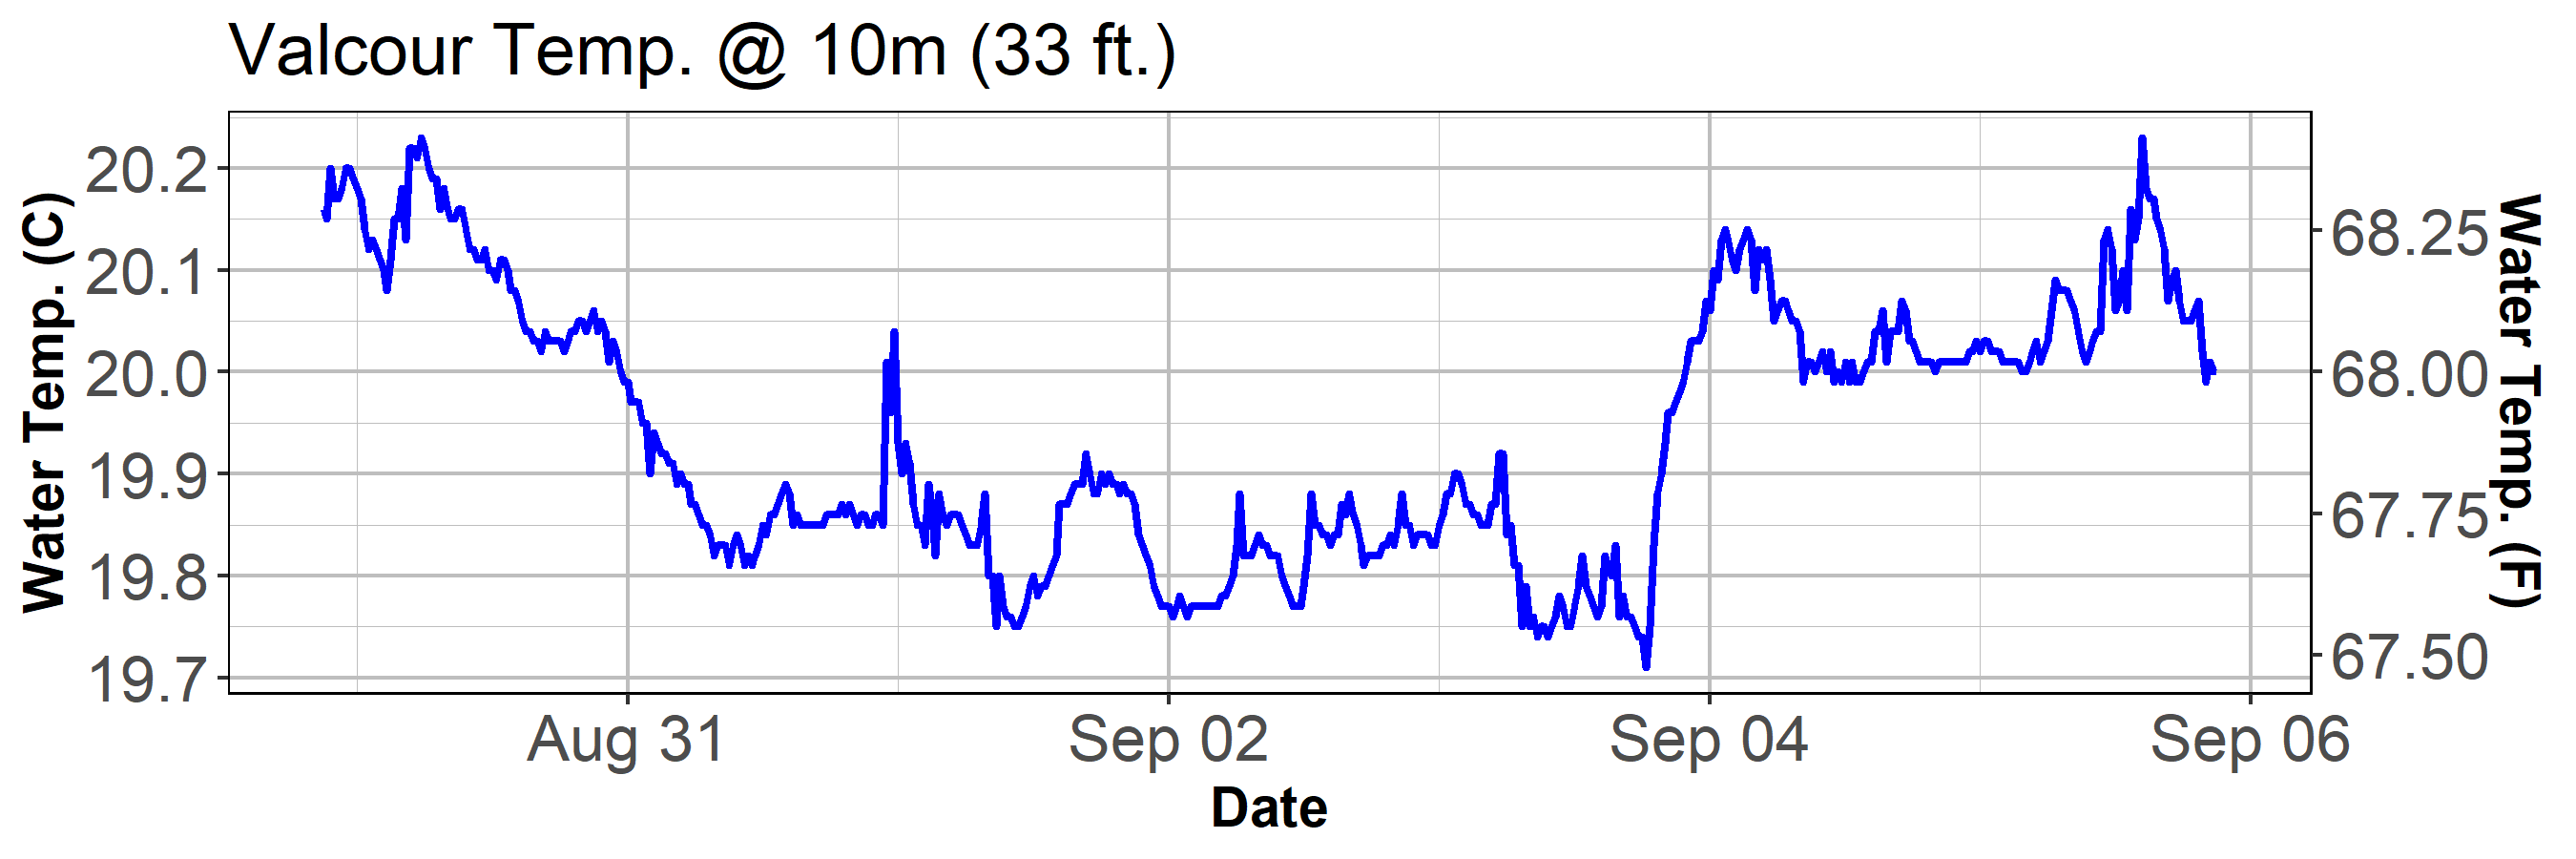 Valcour Temp. @ 10m (33 ft.)
Water Temp. (C)
20.2
20.1
20.0
19.9
19.8
19.7
68.25
68.00
67.75
67.50
Water Temp. (F)
Aug 31 Sep 02 Sep 04 Sep 06
Date